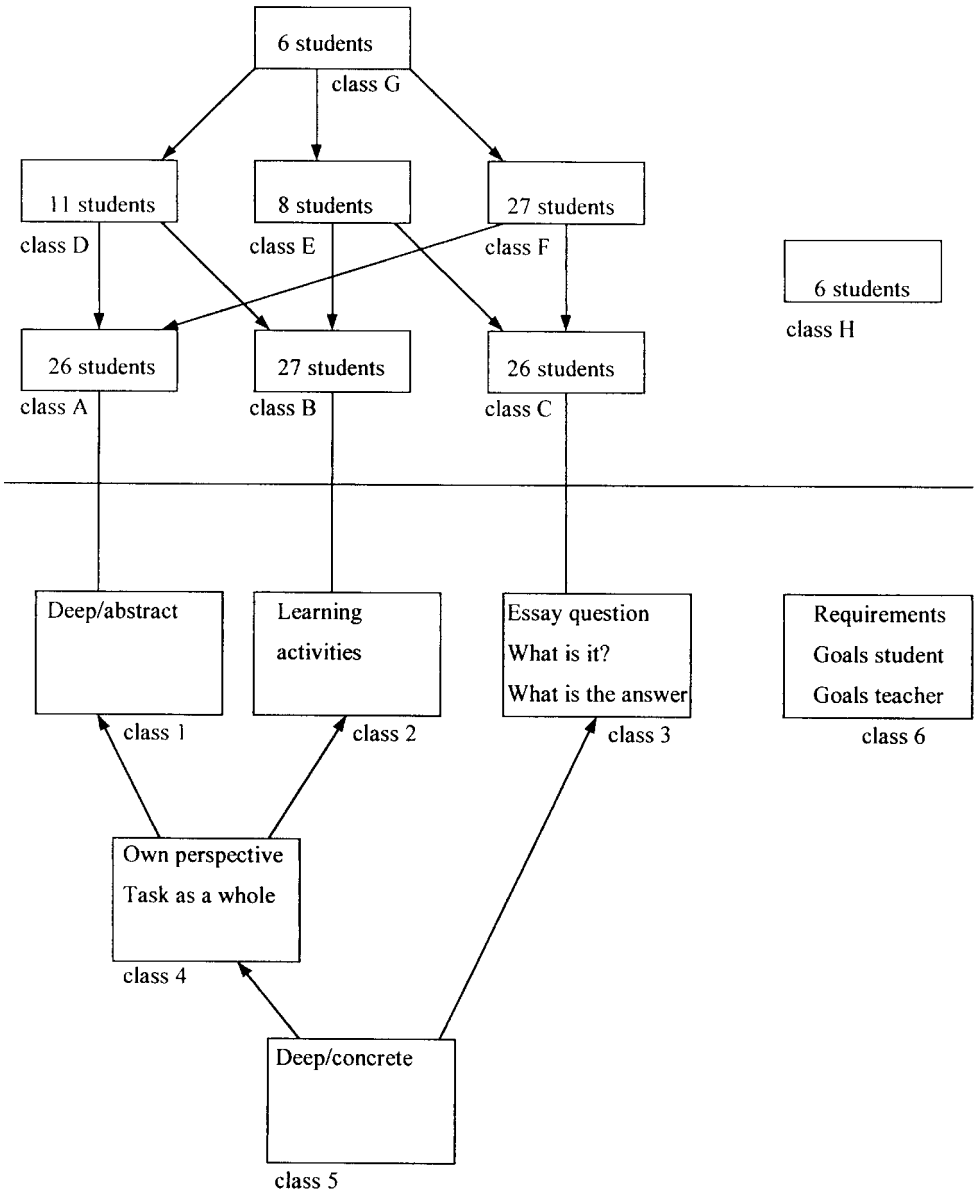 6 students
class G
11 students
8 students
27 students
class D
class E
class F
6 students
class H
26 students
27 students
26 students
class A
class B
class C
Deep/abstract
class 1
Learning
activities
class 2
Essay question
What is it?
What is the answer
class 3
Requirements
Goals student
Goals teacher
class 6
Own perspective
Task as a whole
class 4
Deep/concrete
class 5